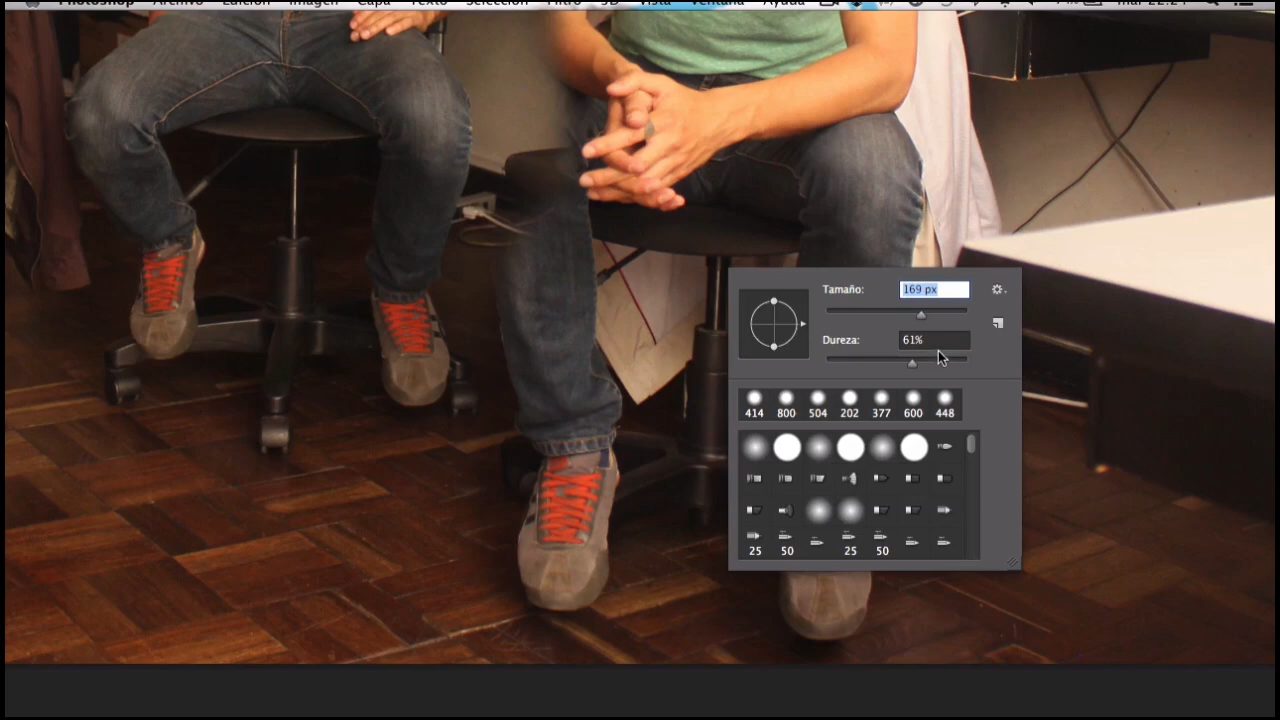 Photoshop Archivo Edición Imagen Capa Texto Selección Filtro 3D Vista Ventana Ayuda
Tamaño: 169 px
Dureza: 61%
414 800 504 202 377 600 448
25 50 25 50